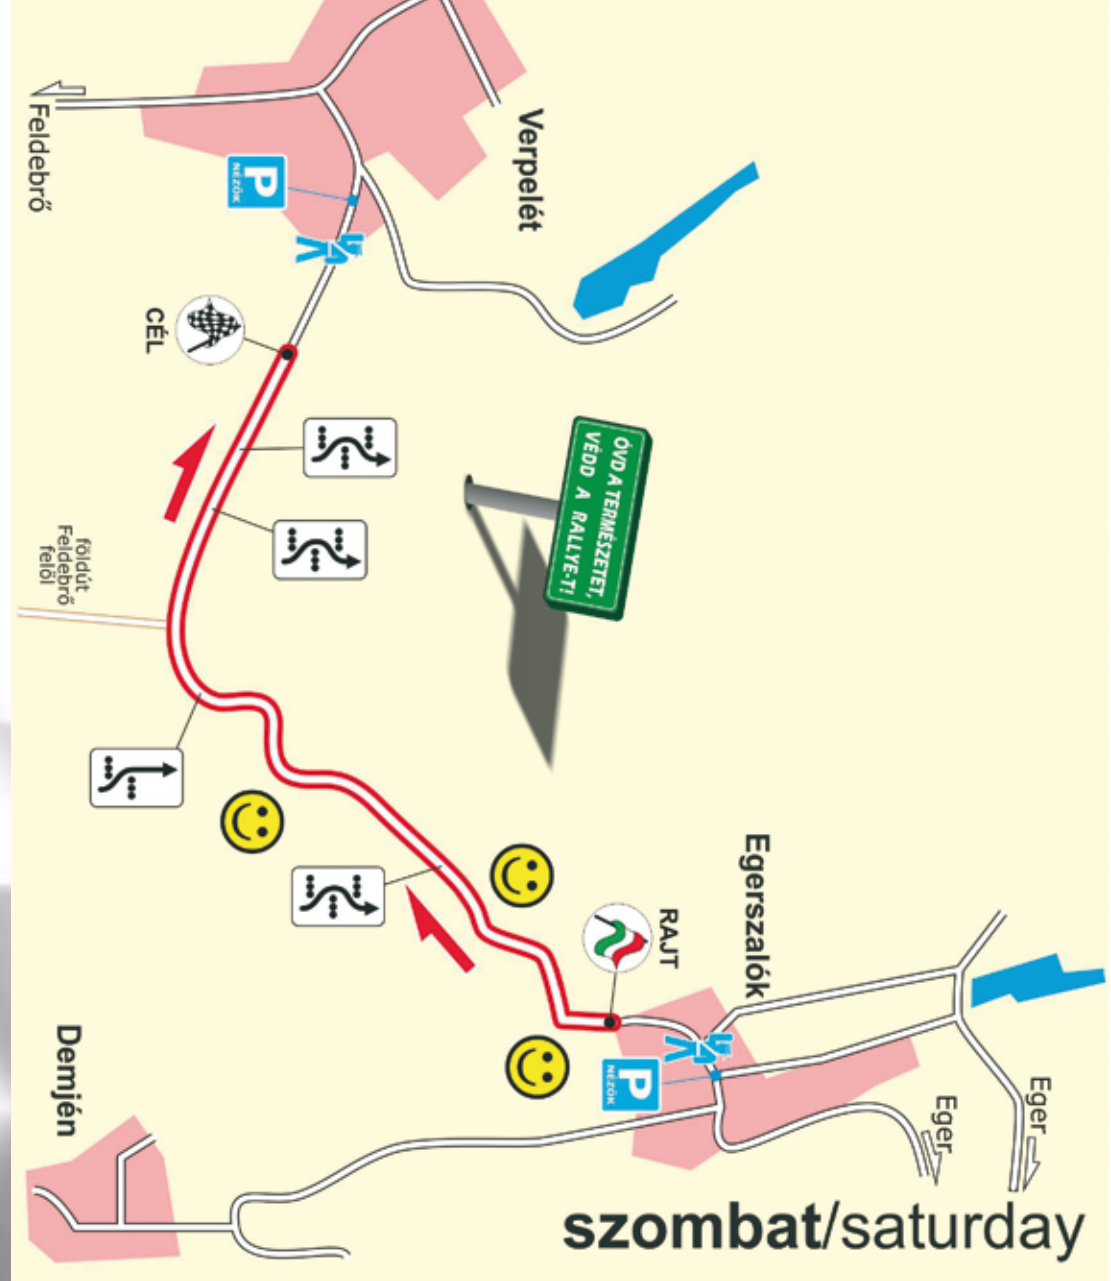 Feldebrő
Verpelét
P
NÉZŐK
CÉL
ÓVD A TERMÉSZETET,
VÉDD A RALLYE-T!
földút
Feldebrő
felől
Egerszalók
RAJT
P
NÉZŐK
Demjén
Eger
Eger
szombat/saturday